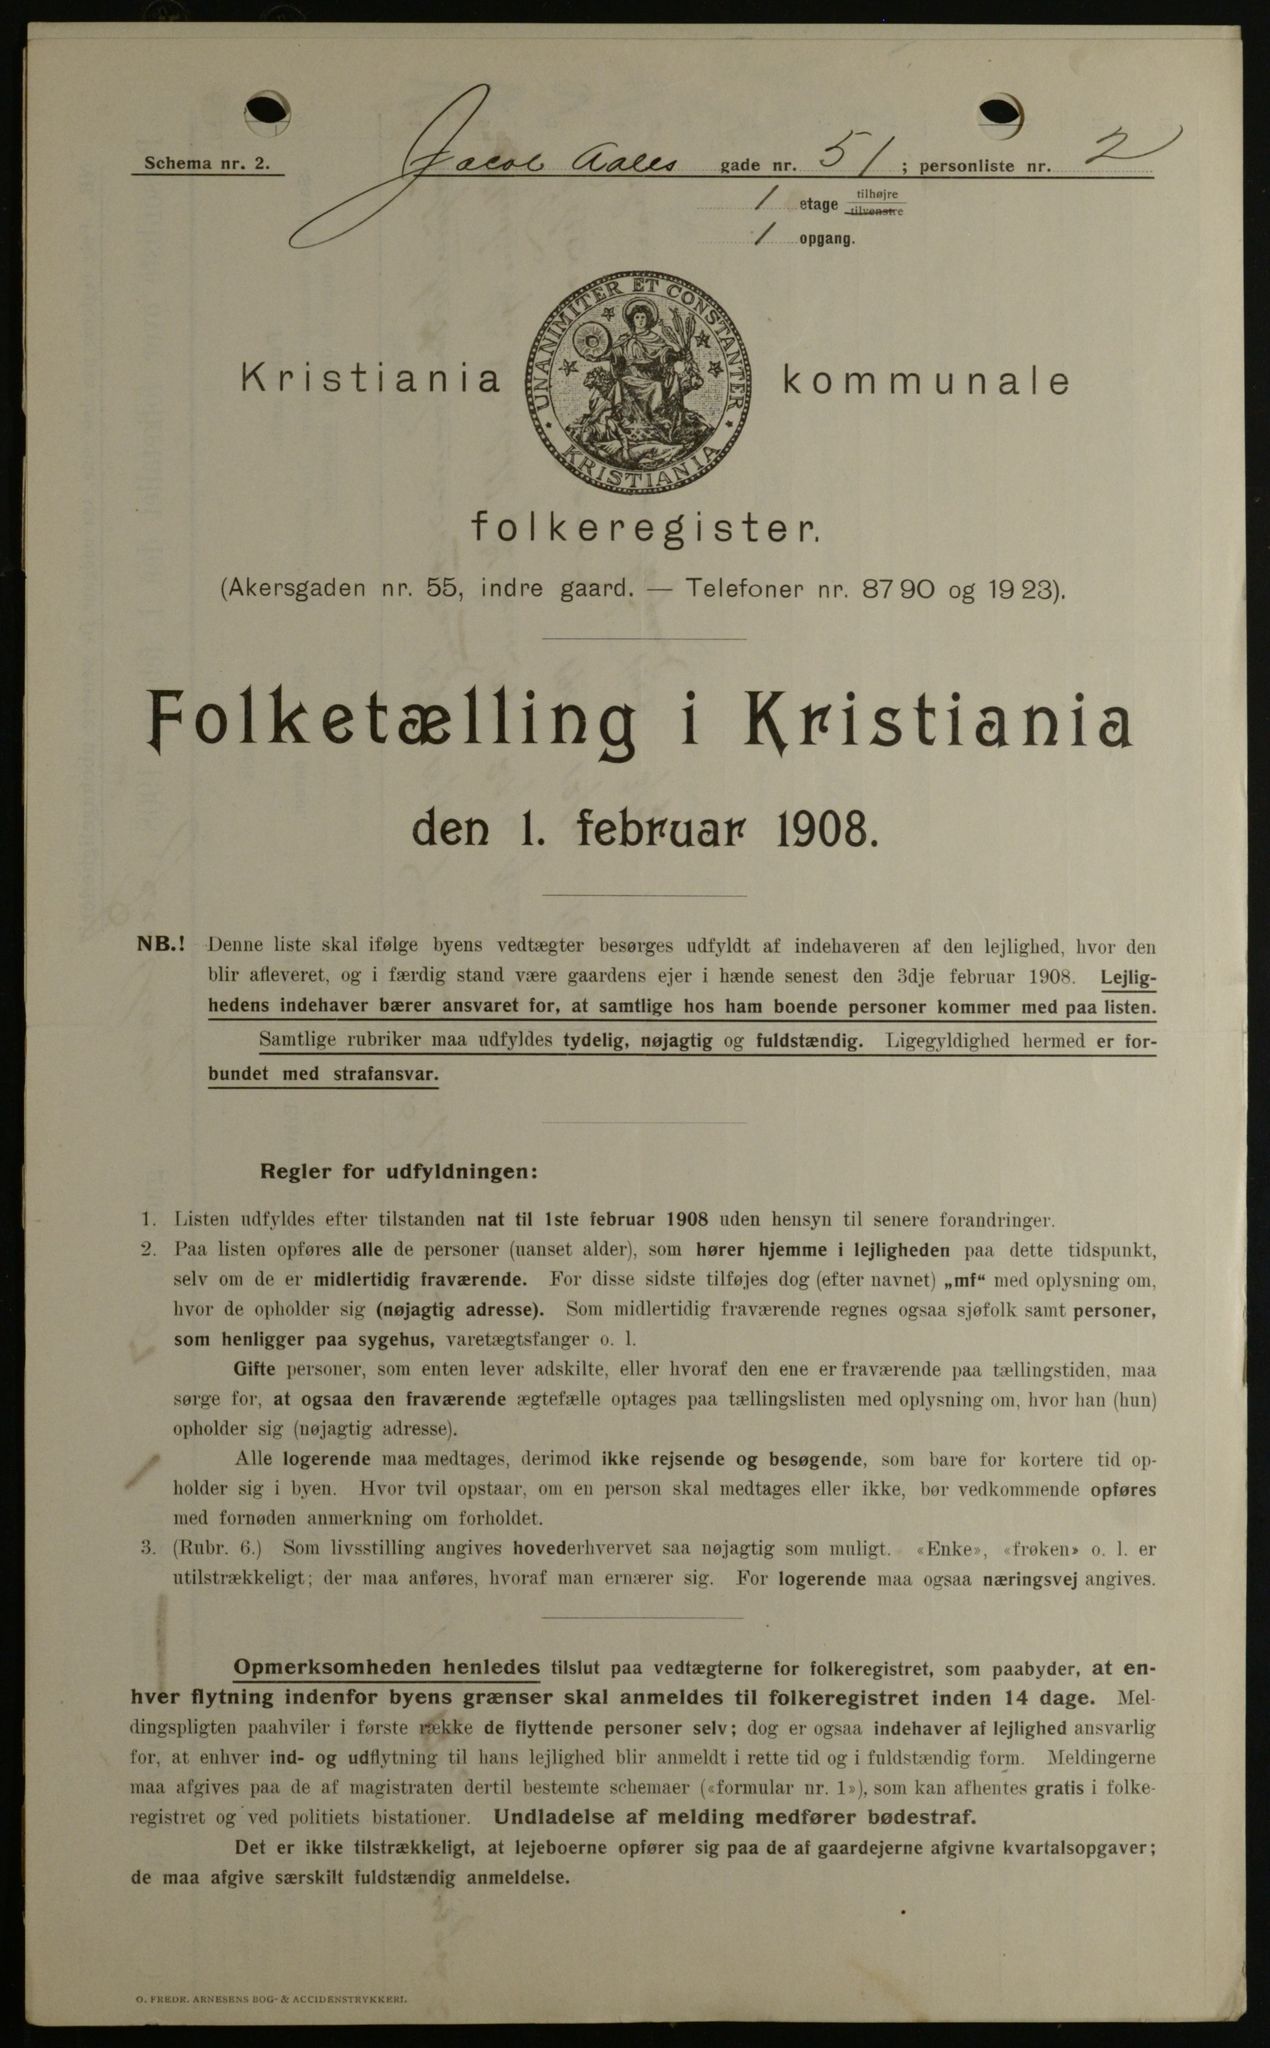 Schema nr. 2. Jacob Aalls gade nr. 51; personliste nr. 2
1 etage tilhøjre
tilvenstre
1 opgang.
UNANIMITER ET CONSTANTER
KRISTIANIA
Kristiania kommunale
folkeregister.
(Akersgaden nr. 55, indre gaard. — Telefoner nr. 8790 og 1923).
Folketælling i Kristiania
den 1. februar 1908.
NB.! Denne liste skal ifølge byens vedtægter besørges udfyldt af indehaveren af den lejlighed, hvor den
blir afleveret, og i færdig stand være gaardens ejer i hænde senest den 3dje februar 1908. Lejlig-
hedens indehaver bærer ansvaret for, at samtlige hos ham boende personer kommer med paa listen.
Samtlige rubriker maa udfyldes tydelig, nøjagtig og fuldstændig. Ligegyldighed hermed er for-
bundet med strafansvar.
Regler for udfyldningen:
1. Listen udfyldes efter tilstanden nat til 1ste februar 1908 uden hensyn til senere forandringer.
2. Paa listen opføres alle de personer (uanset alder), som hører hjemme i lejligheden paa dette tidspunkt,
selv om de er midlertidig fraværende. For disse sidste tilføjes dog (efter navnet) „mf“ med oplysning om,
hvor de opholder sig (nøjagtig adresse). Som midlertidig fraværende regnes ogsaa sjøfolk samt personer,
som henligger paa sygehus, varetægtsfanger o. l.
Gifte personer, som enten lever adskilte, eller hvoraf den ene er fraværende paa tællingstiden, maa
sørge for, at ogsaa den fraværende ægtefælle optages paa tællingslisten med oplysning om, hvor han (hun)
opholder sig (nøjagtig adresse).
Alle logerende maa medtages, derimod ikke rejsende og besøgende, som bare for kortere tid op-
holder sig i byen. Hvor tvil opstaar, om en person skal medtages eller ikke, bør vedkommende opføres
med fornøden anmerkning om forholdet.
3. (Rubr. 6.) Som livsstilling angives hovederhvervet saa nøjagtig som muligt. «Enke», «frøken» o. l. er
utilstrækkeligt; der maa anføres, hvoraf man ernærer sig. For logerende maa ogsaa næringsvej angives.
Opmerksomheden henledes tilslut paa vedtægterne for folkeregistret, som paabyder, at en-
hver flytning indenfor byens grænser skal anmeldes til folkeregistret inden 14 dage. Mel-
dingspligten paahviler i første række de flyttende personer selv; dog er ogsaa indehaver af lejlighed ansvarlig
for, at enhver ind- og udflytning til hans lejlighed blir anmeldt i rette tid og i fuldstændig form. Meldingerne
maa afgives paa de af magistraten dertil bestemte schemaer («formular nr. 1»), som kan afhentes gratis i folke-
registret og ved politiets bistationer. Undladelse af melding medfører bødestraf.
Det er ikke tilstrækkeligt, at lejeboerne opfører sig paa de af gaardejerne afgivne kvartalsopgaver;
de maa afgive særskilt fuldstændig anmeldelse.
O. FREDR. ARNESENS BOG- & ACCIDENSTRYKKERI.